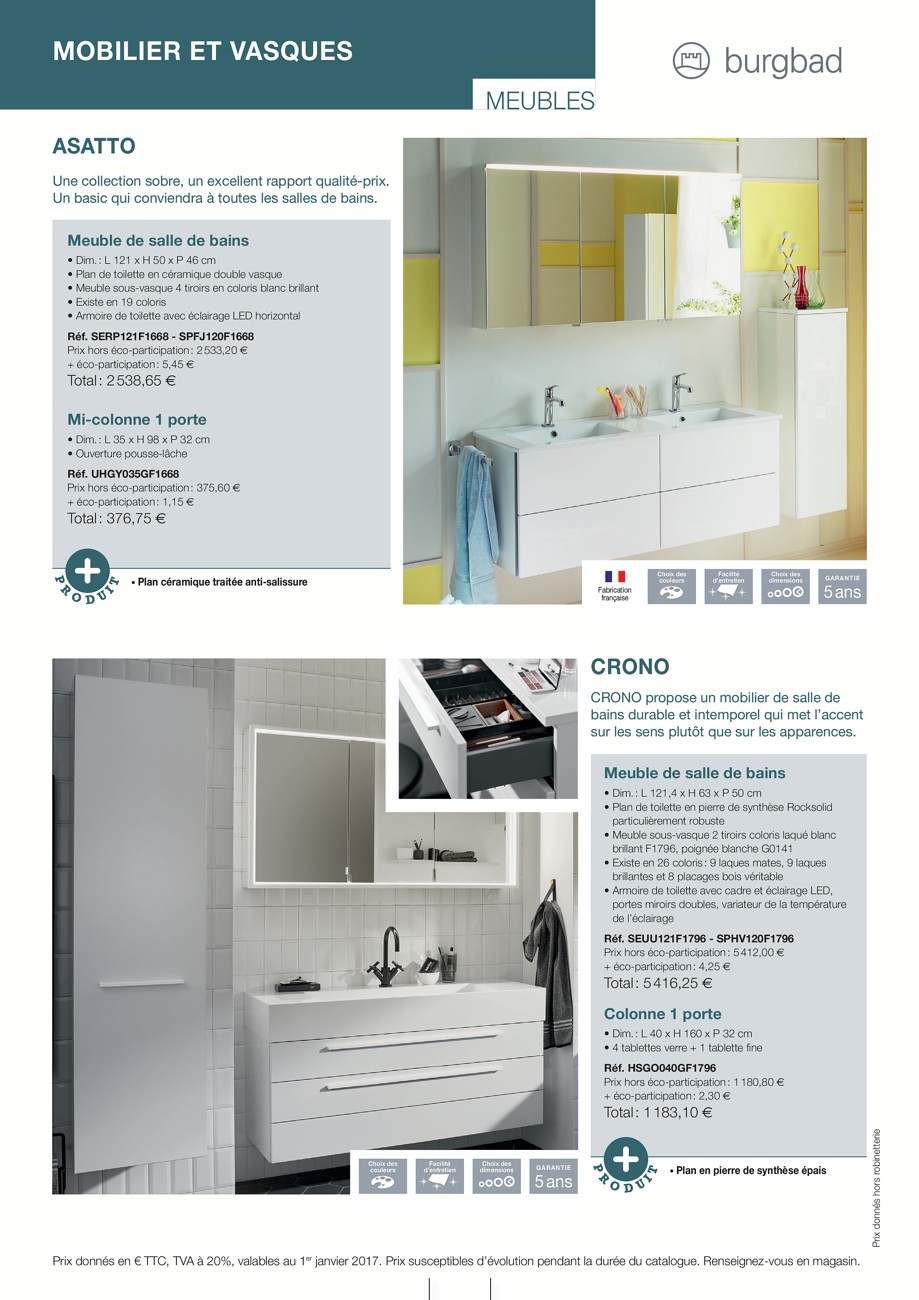 MOBILIER ET VASQUES
burgbad
MEUBLES
ASATTO
Une collection sobre, un excellent rapport qualité-prix.
Un basic qui conviendra à toutes les salles de bains.
Meuble de salle de bains
• Dim. : L 121 x H 50 x P 46 cm
• Plan de toilette en céramique double vasque
• Meuble sous-vasque 4 tiroirs en coloris blanc brillant
• Existe en 19 coloris
• Armoire de toilette avec éclairage LED horizontal
Réf. SERP121F1668 - SPFJ120F1668
Prix hors éco-participation : 2 533,20 €
+ éco-participation : 5,45 €
Total : 2 538,65 €
Mi-colonne 1 porte
• Dim. : L 35 x H 98 x P 32 cm
• Ouverture pousse-lâche
Réf. UHGY035GF1668
Prix hors éco-participation : 375,60 €
+ éco-participation : 1,15 €
Total : 376,75 €
PRODUIT
• Plan céramique traitée anti-salissure
Fabrication
française
Choix des
couleurs
Facilité
d'entretien
Choix des
dimensions
GARANTIE
5 ans
CRONO
CRONO propose un mobilier de salle de
bains durable et intemporel qui met l'accent
sur les sens plutôt que sur les apparences.
Meuble de salle de bains
• Dim. : L 121,4 x H 63 x P 50 cm
• Plan de toilette en pierre de synthèse Rocksolid
particulièrement robuste
• Meuble sous-vasque 2 tiroirs coloris laqué blanc
brillant F1796, poignée blanche G0141
• Existe en 26 coloris : 9 laques mates, 9 laques
brillantes et 8 placages bois véritable
• Armoire de toilette avec cadre et éclairage LED,
portes miroirs doubles, variateur de la température
de l'éclairage
Réf. SEUU121F1796 - SPHV120F1796
Prix hors éco-participation : 5 412,00 €
+ éco-participation : 4,25 €
Total : 5 416,25 €
Colonne 1 porte
• Dim. : L 40 x H 160 x P 32 cm
• 4 tablettes verre + 1 tablette fine
Réf. HSGO040GF1796
Prix hors éco-participation : 1 180,80 €
+ éco-participation : 2,30 €
Total : 1 183,10 €
PRODUIT
• Plan en pierre de synthèse épais
Choix des
couleurs
Facilité
d'entretien
Choix des
dimensions
GARANTIE
5 ans
Prix donnés hors robinetterie
Prix donnés en € TTC, TVA à 20%, valables au 1er janvier 2017. Prix susceptibles d'évolution pendant la durée du catalogue. Renseignez-vous en magasin.